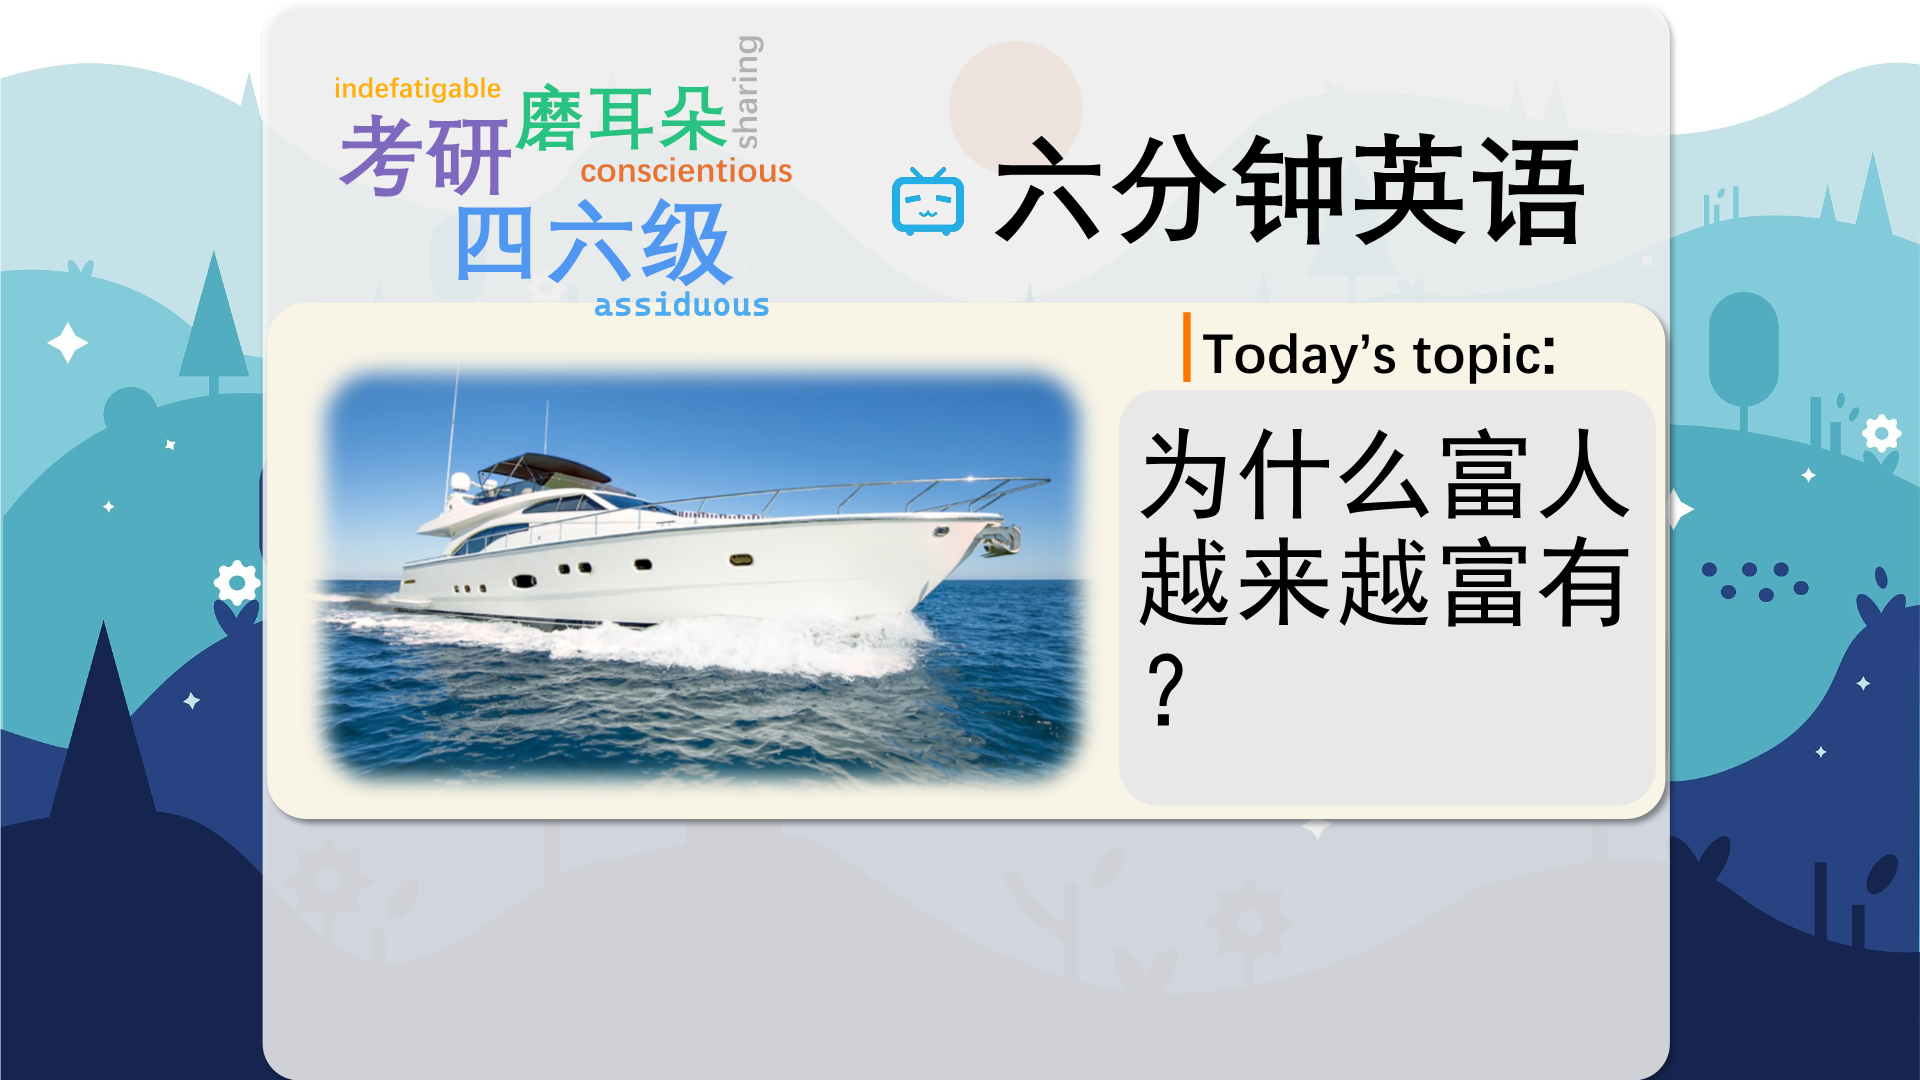 indefatigable
考研
磨耳朵
sharing
conscientious
四六级
assiduous
六分钟英语
Today’s topic:
为什么富人
越来越富有
？